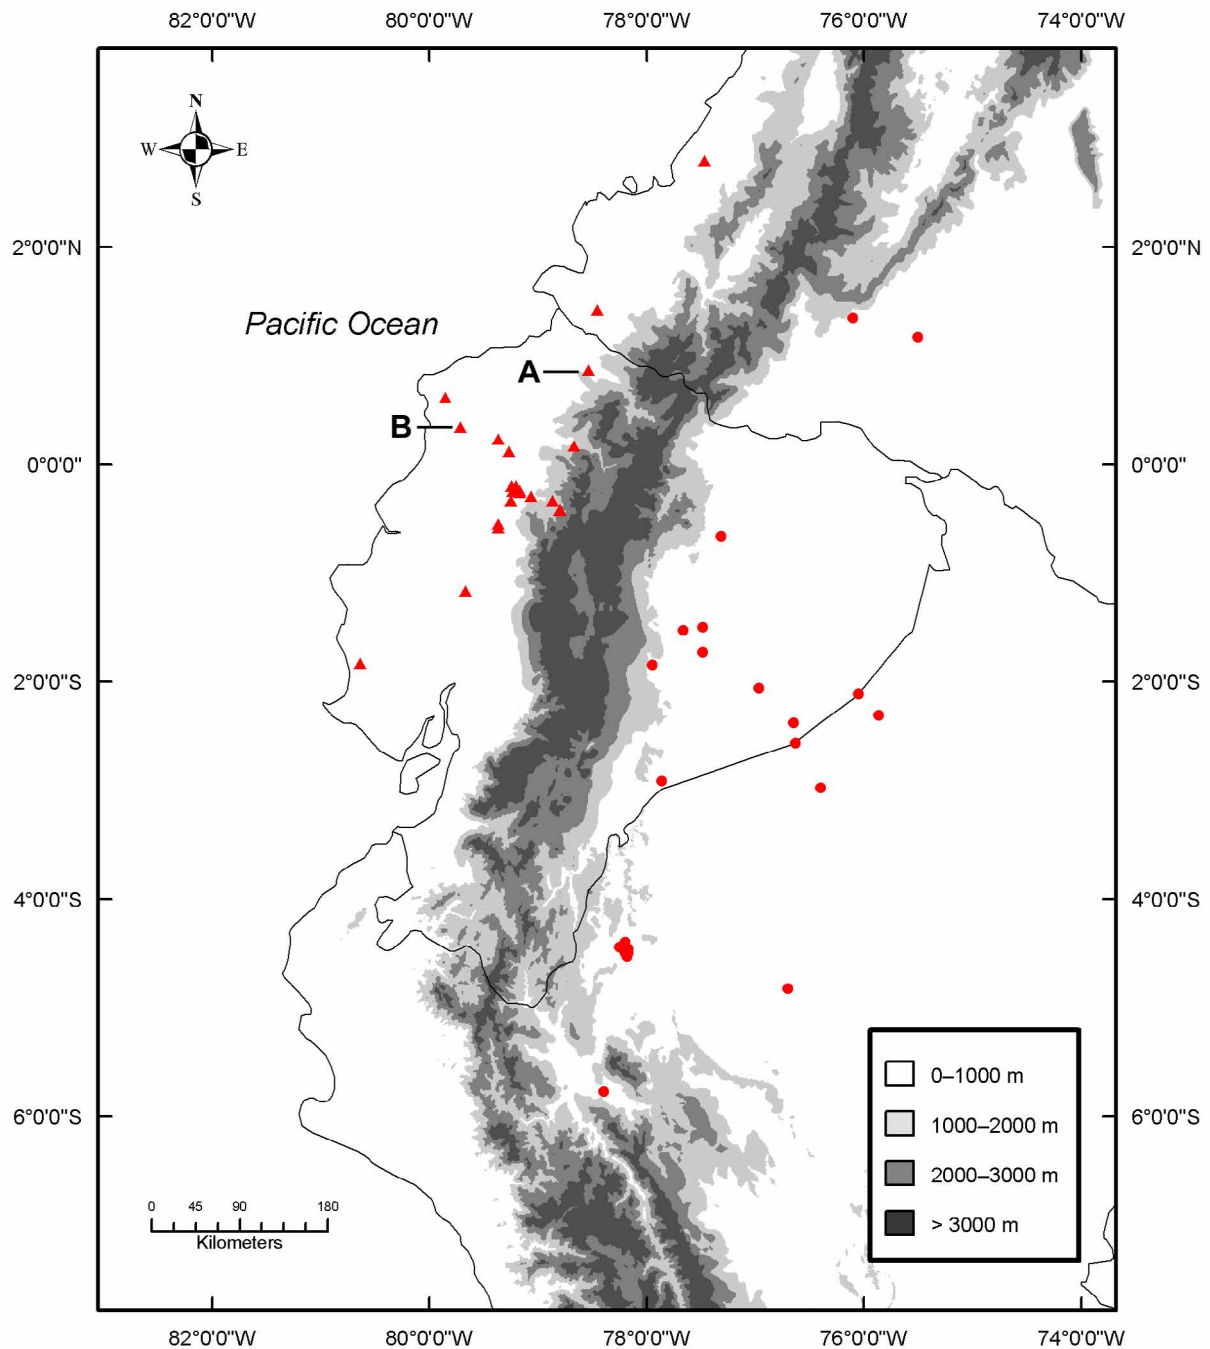 82°0'0"W 80°0'0"W 78°0'0"W 76°0'0"W 74°0'0"W
N
W E
S
2°0'0"N 2°0'0"N
Pacific Ocean
A
B
0°0'0" 0°0'0"
2°0'0"S 2°0'0"S
4°0'0"S 4°0'0"S
0–1000 m
1000–2000 m
6°0'0"S 6°0'0"S
2000–3000 m
> 3000 m
0 45 90 180
Kilometers
82°0'0"W 80°0'0"W 78°0'0"W 76°0'0"W 74°0'0"W